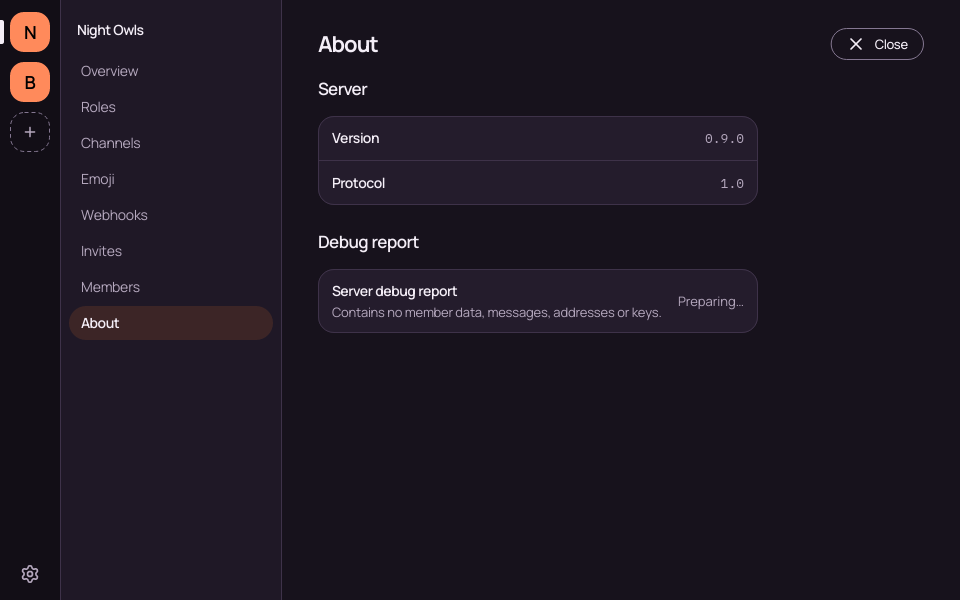 N
B
+
Night Owls
Overview
Roles
Channels
Emoji
Webhooks
Invites
Members
About
About
Close
Server
Version 0.9.0
Protocol 1.0
Debug report
Server debug report
Contains no member data, messages, addresses or keys.
Preparing…